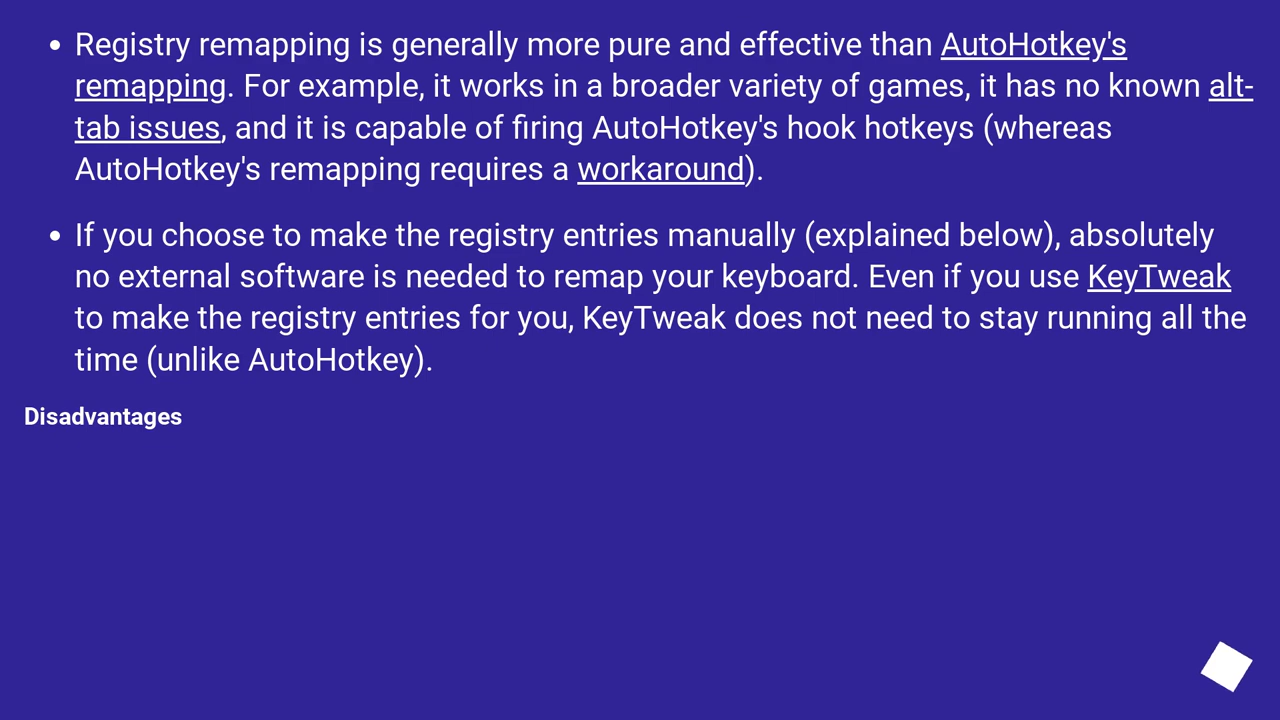 • Registry remapping is generally more pure and effective than AutoHotkey's
remapping. For example, it works in a broader variety of games, it has no known alt-
tab issues, and it is capable of firing AutoHotkey's hook hotkeys (whereas
AutoHotkey's remapping requires a workaround).
• If you choose to make the registry entries manually (explained below), absolutely
no external software is needed to remap your keyboard. Even if you use KeyTweak
to make the registry entries for you, KeyTweak does not need to stay running all the
time (unlike AutoHotkey).
Disadvantages